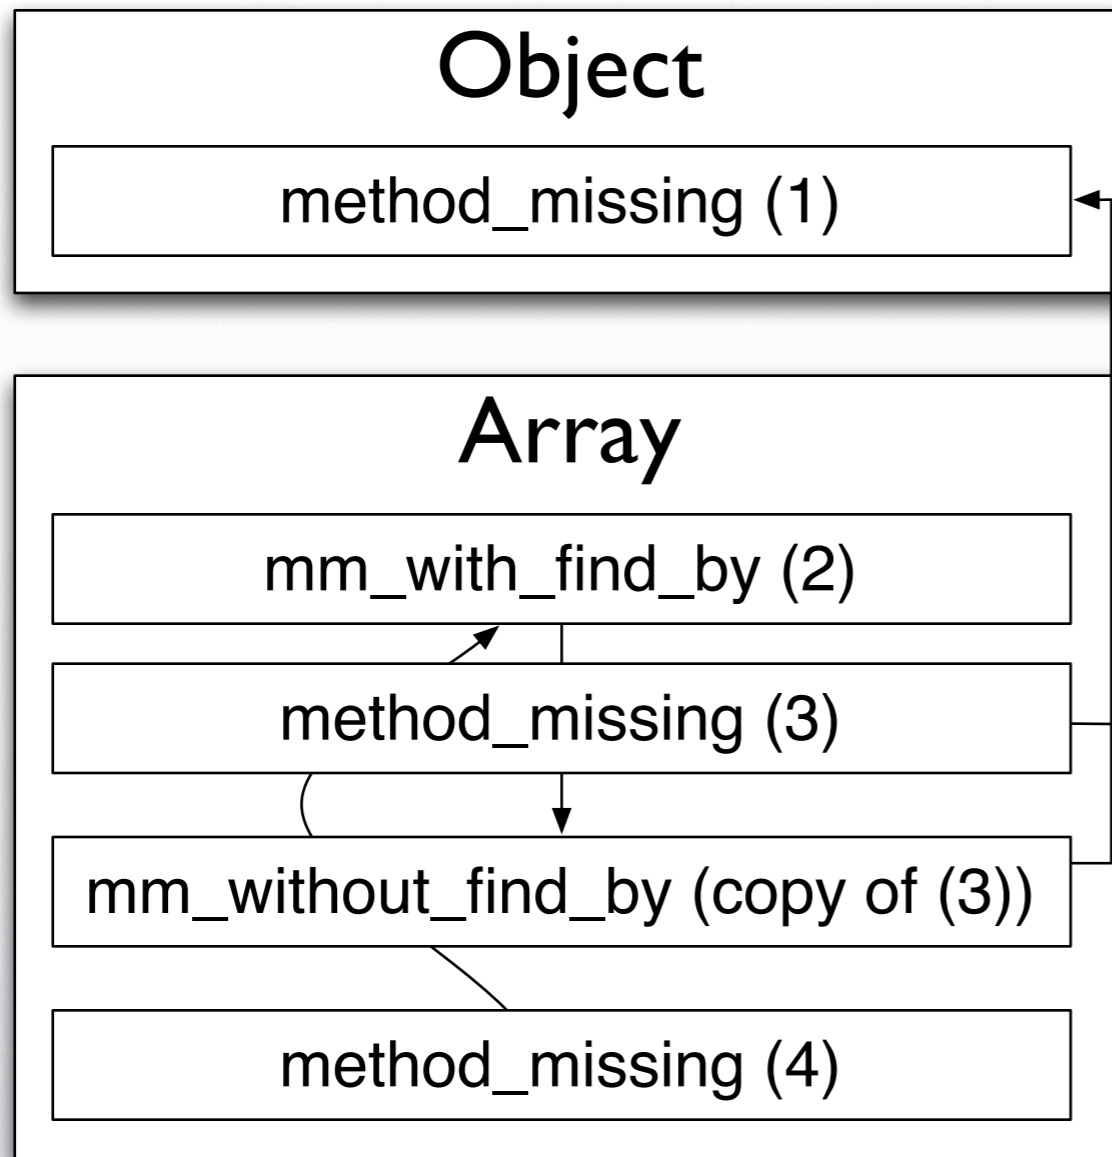 Object
method_missing (1)
Array
mm_with_find_by (2)
method_missing (3)
mm_without_find_by (copy of (3))
method_missing (4)